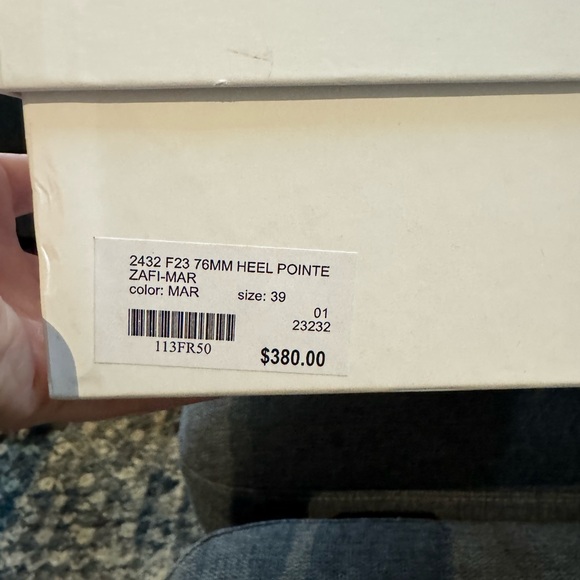 2432 F23 76MM HEEL POINTE
ZAFI-MAR
color: MAR size: 39
01
23232
113FR50
$380.00